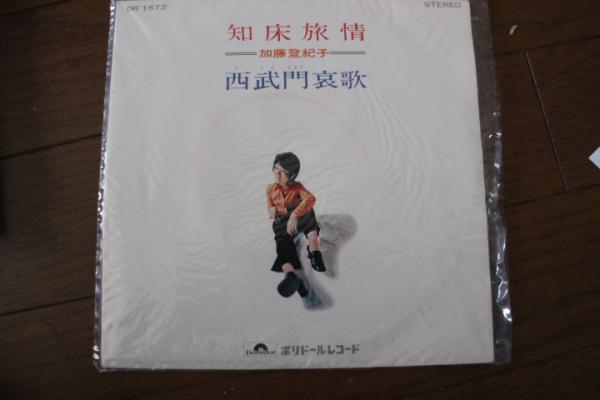 DR 1572
STEREO
知床旅情
加藤登紀子
西武門哀歌
Polydor
ポリドールレコード